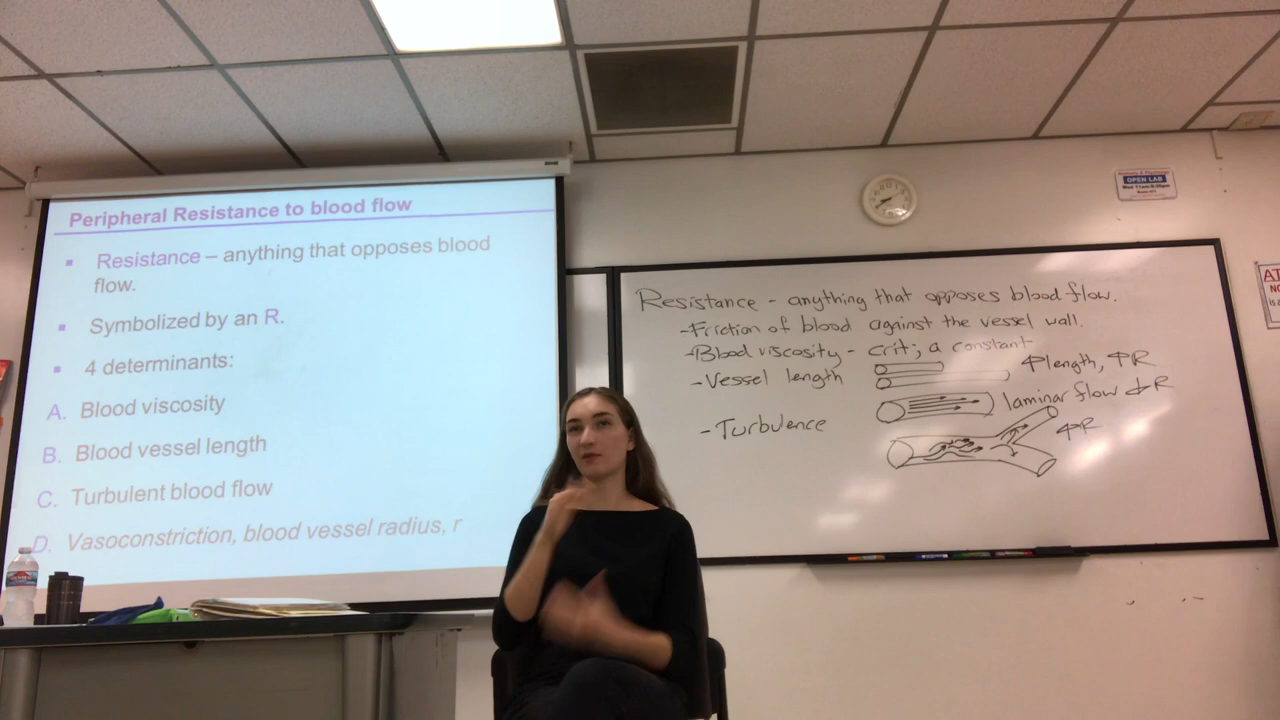 Peripheral Resistance to blood flow
▪ Resistance – anything that opposes blood
flow.
▪ Symbolized by an R.
▪ 4 determinants:
A. Blood viscosity
B. Blood vessel length
C. Turbulent blood flow
D. Vasoconstriction, blood vessel radius, r
Resistance - anything that opposes blood flow.
-Friction of blood against the vessel wall.
-Blood viscosity - crit; a constant
-Vessel length ↑length, ↑R
laminar flow ↓R
-Turbulence ↑R
OPEN LAB